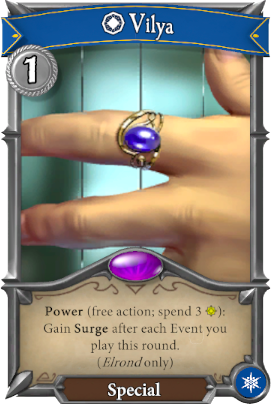 Vilya
1
Power (free action; spend 3 ):
Gain Surge after each Event you
play this round.
(Elrond only)
Special